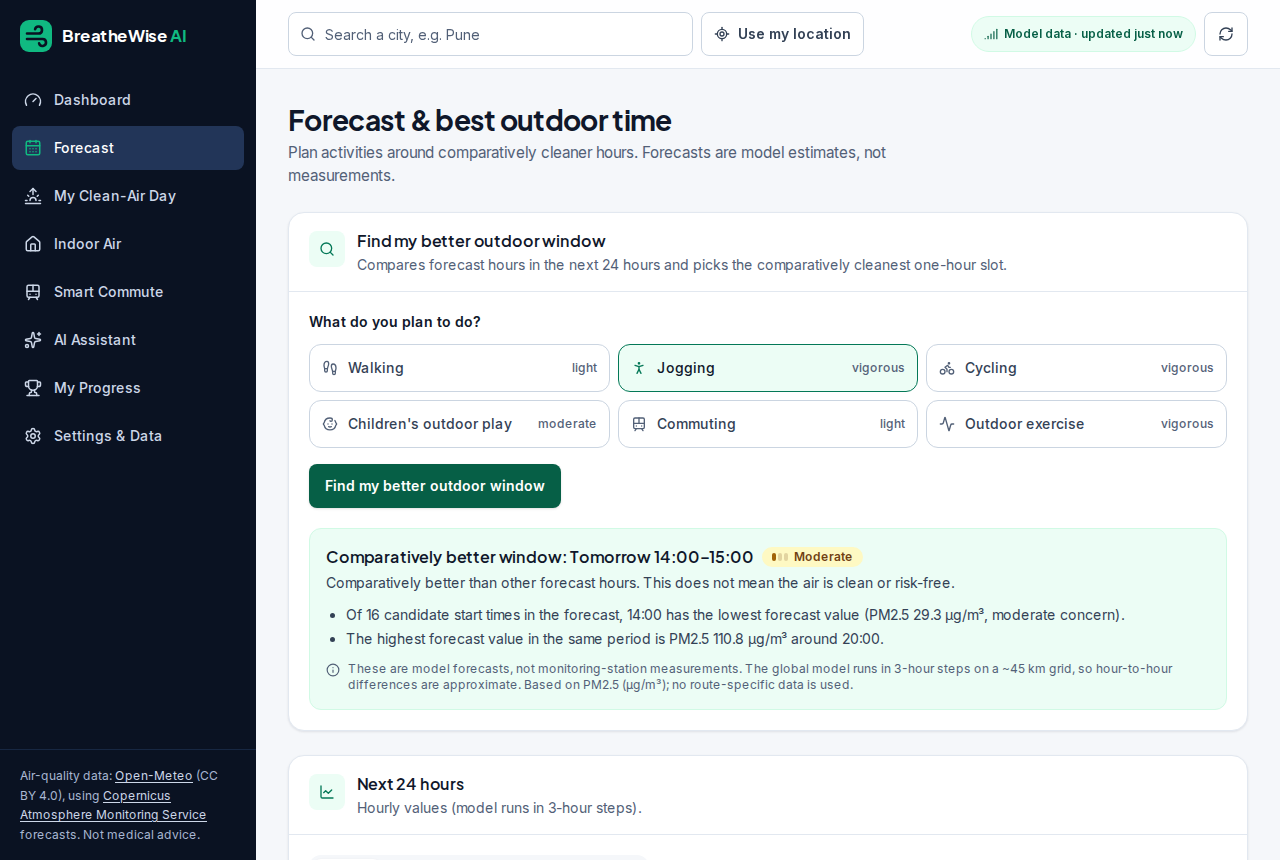 BreatheWise AI
Search a city, e.g. Pune
Use my location
Model data · updated just now
Dashboard
Forecast
My Clean-Air Day
Indoor Air
Smart Commute
AI Assistant
My Progress
Settings & Data
Air-quality data: Open-Meteo (CC
BY 4.0), using Copernicus
Atmosphere Monitoring Service
forecasts. Not medical advice.
Forecast & best outdoor time
Plan activities around comparatively cleaner hours. Forecasts are model estimates, not
measurements.
Find my better outdoor window
Compares forecast hours in the next 24 hours and picks the comparatively cleanest one-hour slot.
What do you plan to do?
Walking light
Jogging vigorous
Cycling vigorous
Children's outdoor play moderate
Commuting light
Outdoor exercise vigorous
Find my better outdoor window
Comparatively better window: Tomorrow 14:00–15:00 Moderate
Comparatively better than other forecast hours. This does not mean the air is clean or risk-free.
• Of 16 candidate start times in the forecast, 14:00 has the lowest forecast value (PM2.5 29.3 µg/m³, moderate concern).
• The highest forecast value in the same period is PM2.5 110.8 µg/m³ around 20:00.
These are model forecasts, not monitoring-station measurements. The global model runs in 3-hour steps on a ~45 km grid, so hour-to-hour
differences are approximate. Based on PM2.5 (µg/m³); no route-specific data is used.
Next 24 hours
Hourly values (model runs in 3-hour steps).